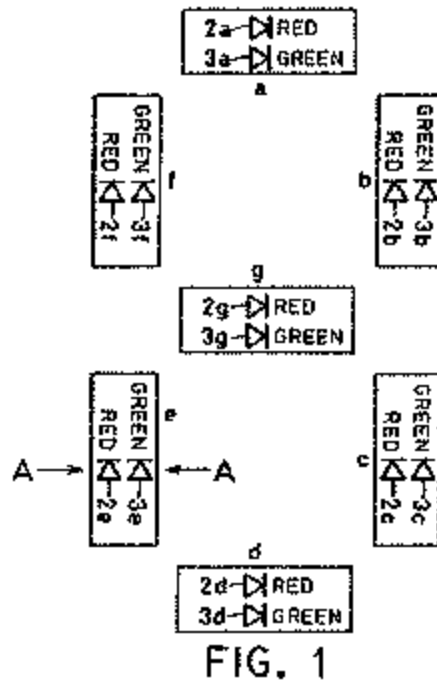 2a RED
3a GREEN
a
GREEN
RED
3f
2f
f
b
GREEN
RED
3b
2b
g
2g RED
3g GREEN
e
GREEN
RED
3e
2e
A
A
c
GREEN
RED
3c
2c
d
2d RED
3d GREEN
FIG. 1